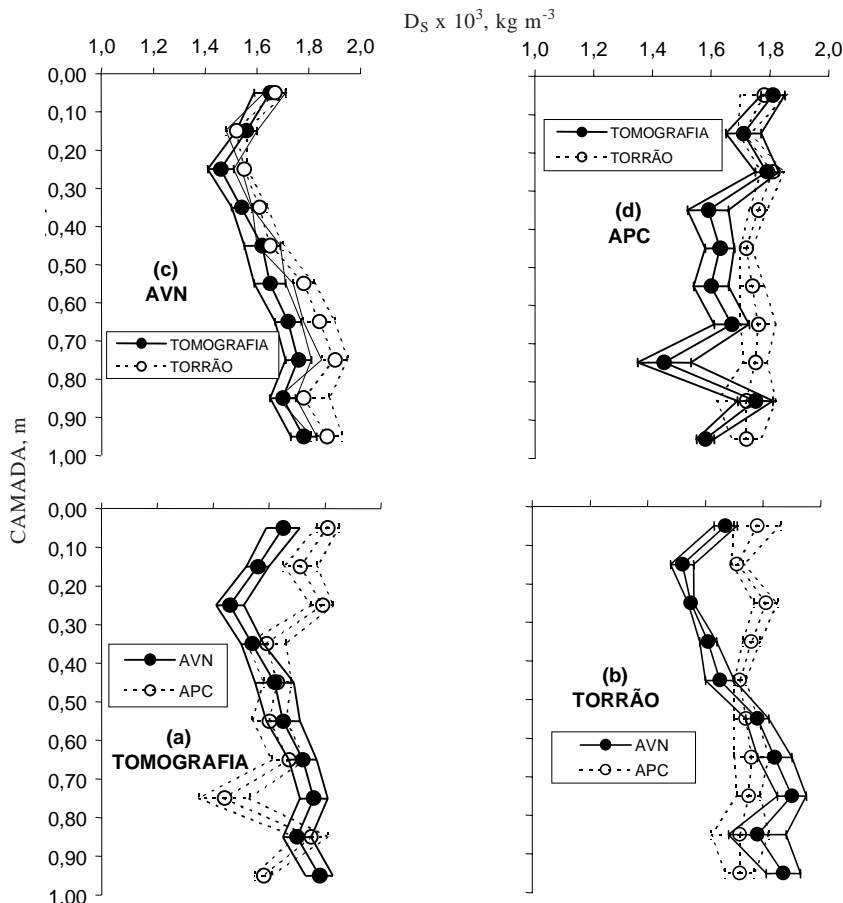 D_S x 10³, kg m⁻³
1,0 1,2 1,4 1,6 1,8 2,0
1,0 1,2 1,4 1,6 1,8 2,0
CAMADA, m
0,00
0,10
0,20
0,30
0,40
0,50
0,60
0,70
0,80
0,90
1,00
(c)
AVN
TOMOGRAFIA
TORRÃO
TOMOGRAFIA
TORRÃO
(d)
APC
0,00
0,10
0,20
0,30
0,40
0,50
0,60
0,70
0,80
0,90
1,00
AVN
APC
(a)
TOMOGRAFIA
(b)
TORRÃO
AVN
APC